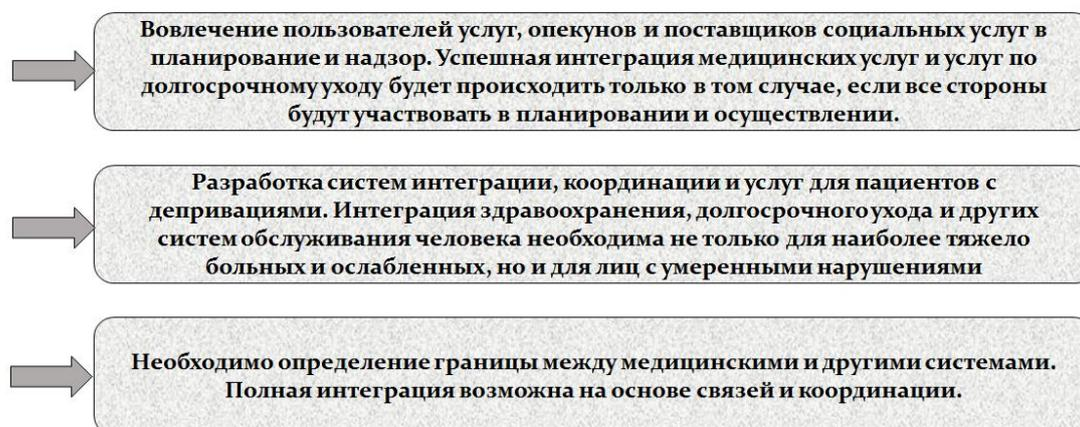 Вовлечение пользователей услуг, опекунов и поставщиков социальных услуг в
планирование и надзор. Успешная интеграция медицинских услуг и услуг по
долгосрочному уходу будет происходить только в том случае, если все стороны
будут участвовать в планировании и осуществлении.
Разработка систем интеграции, координации и услуг для пациентов с
депривациями. Интеграция здравоохранения, долгосрочного ухода и других
систем обслуживания человека необходима не только для наиболее тяжело
больных и ослабленных, но и для лиц с умеренными нарушениями
Необходимо определение границы между медицинскими и другими системами.
Полная интеграция возможна на основе связей и координации.